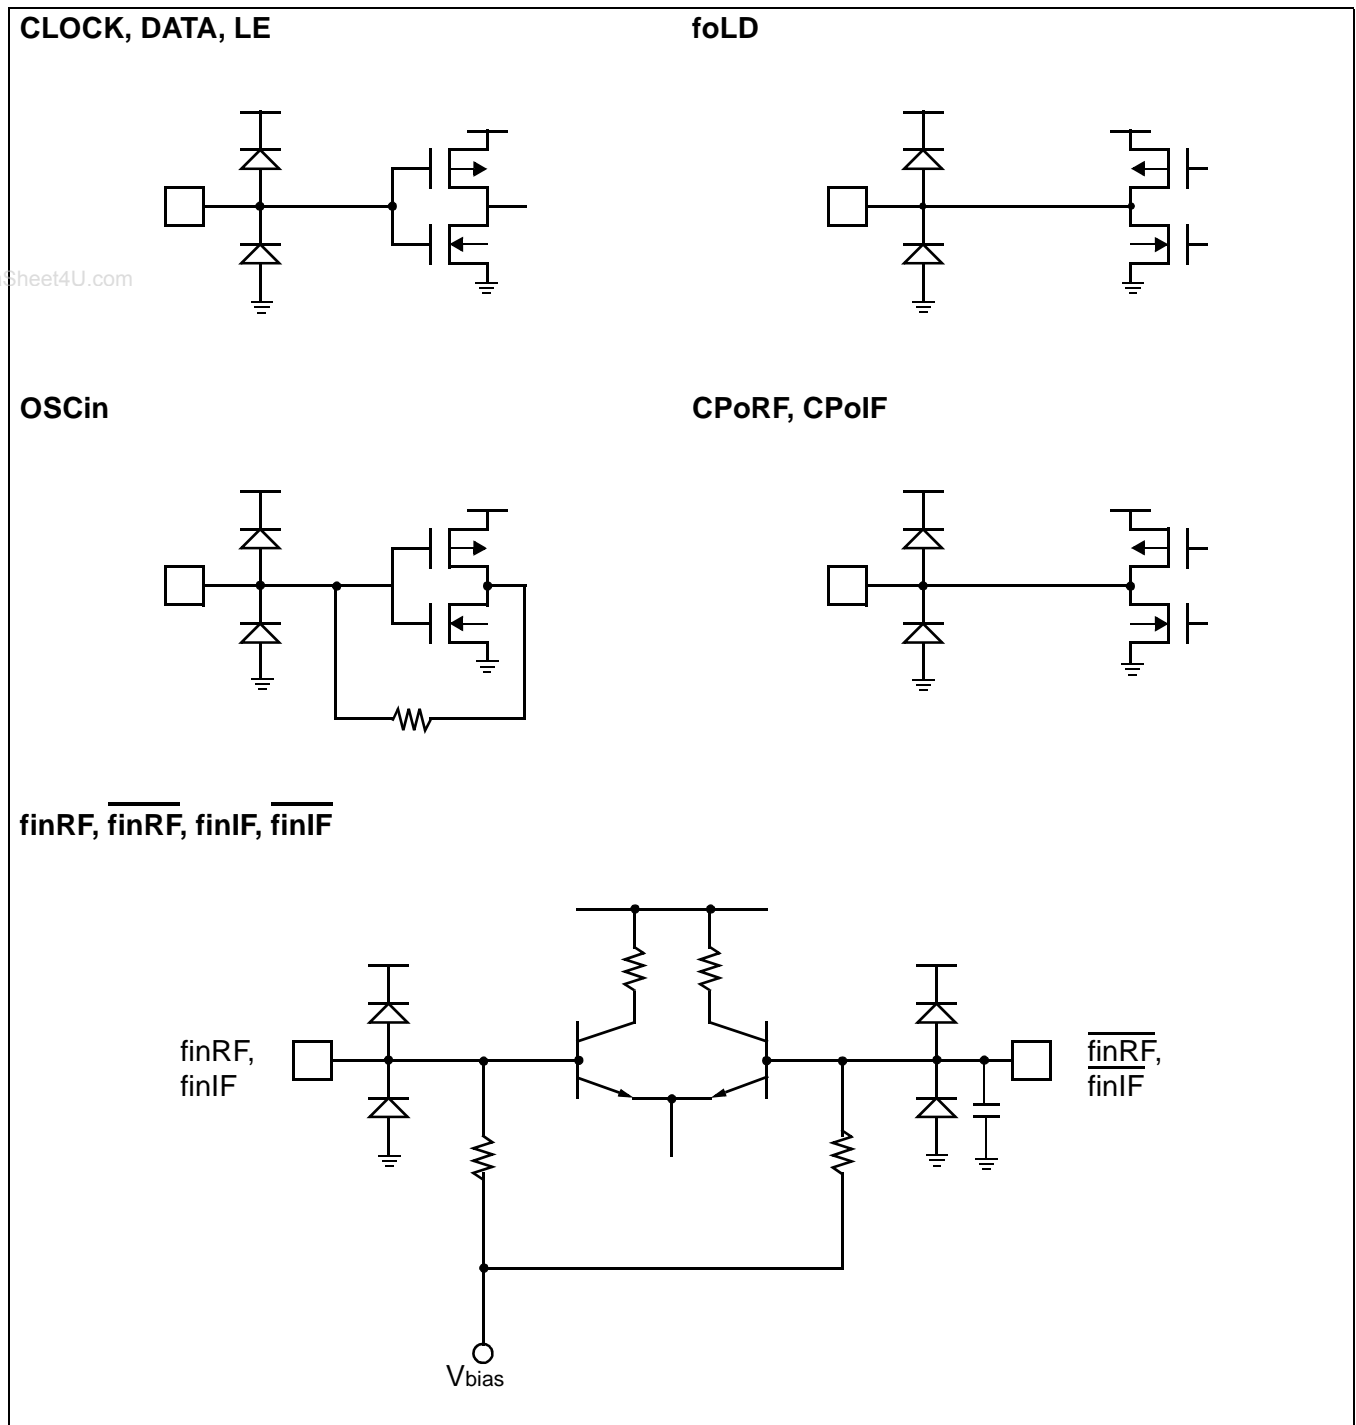 CLOCK, DATA, LE
foLD
Sheet4U.com
OSCin
CPoRF, CPoIF
finRF, finRF, finIF, finIF
finRF,
finIF
finRF,
finIF
Vbias